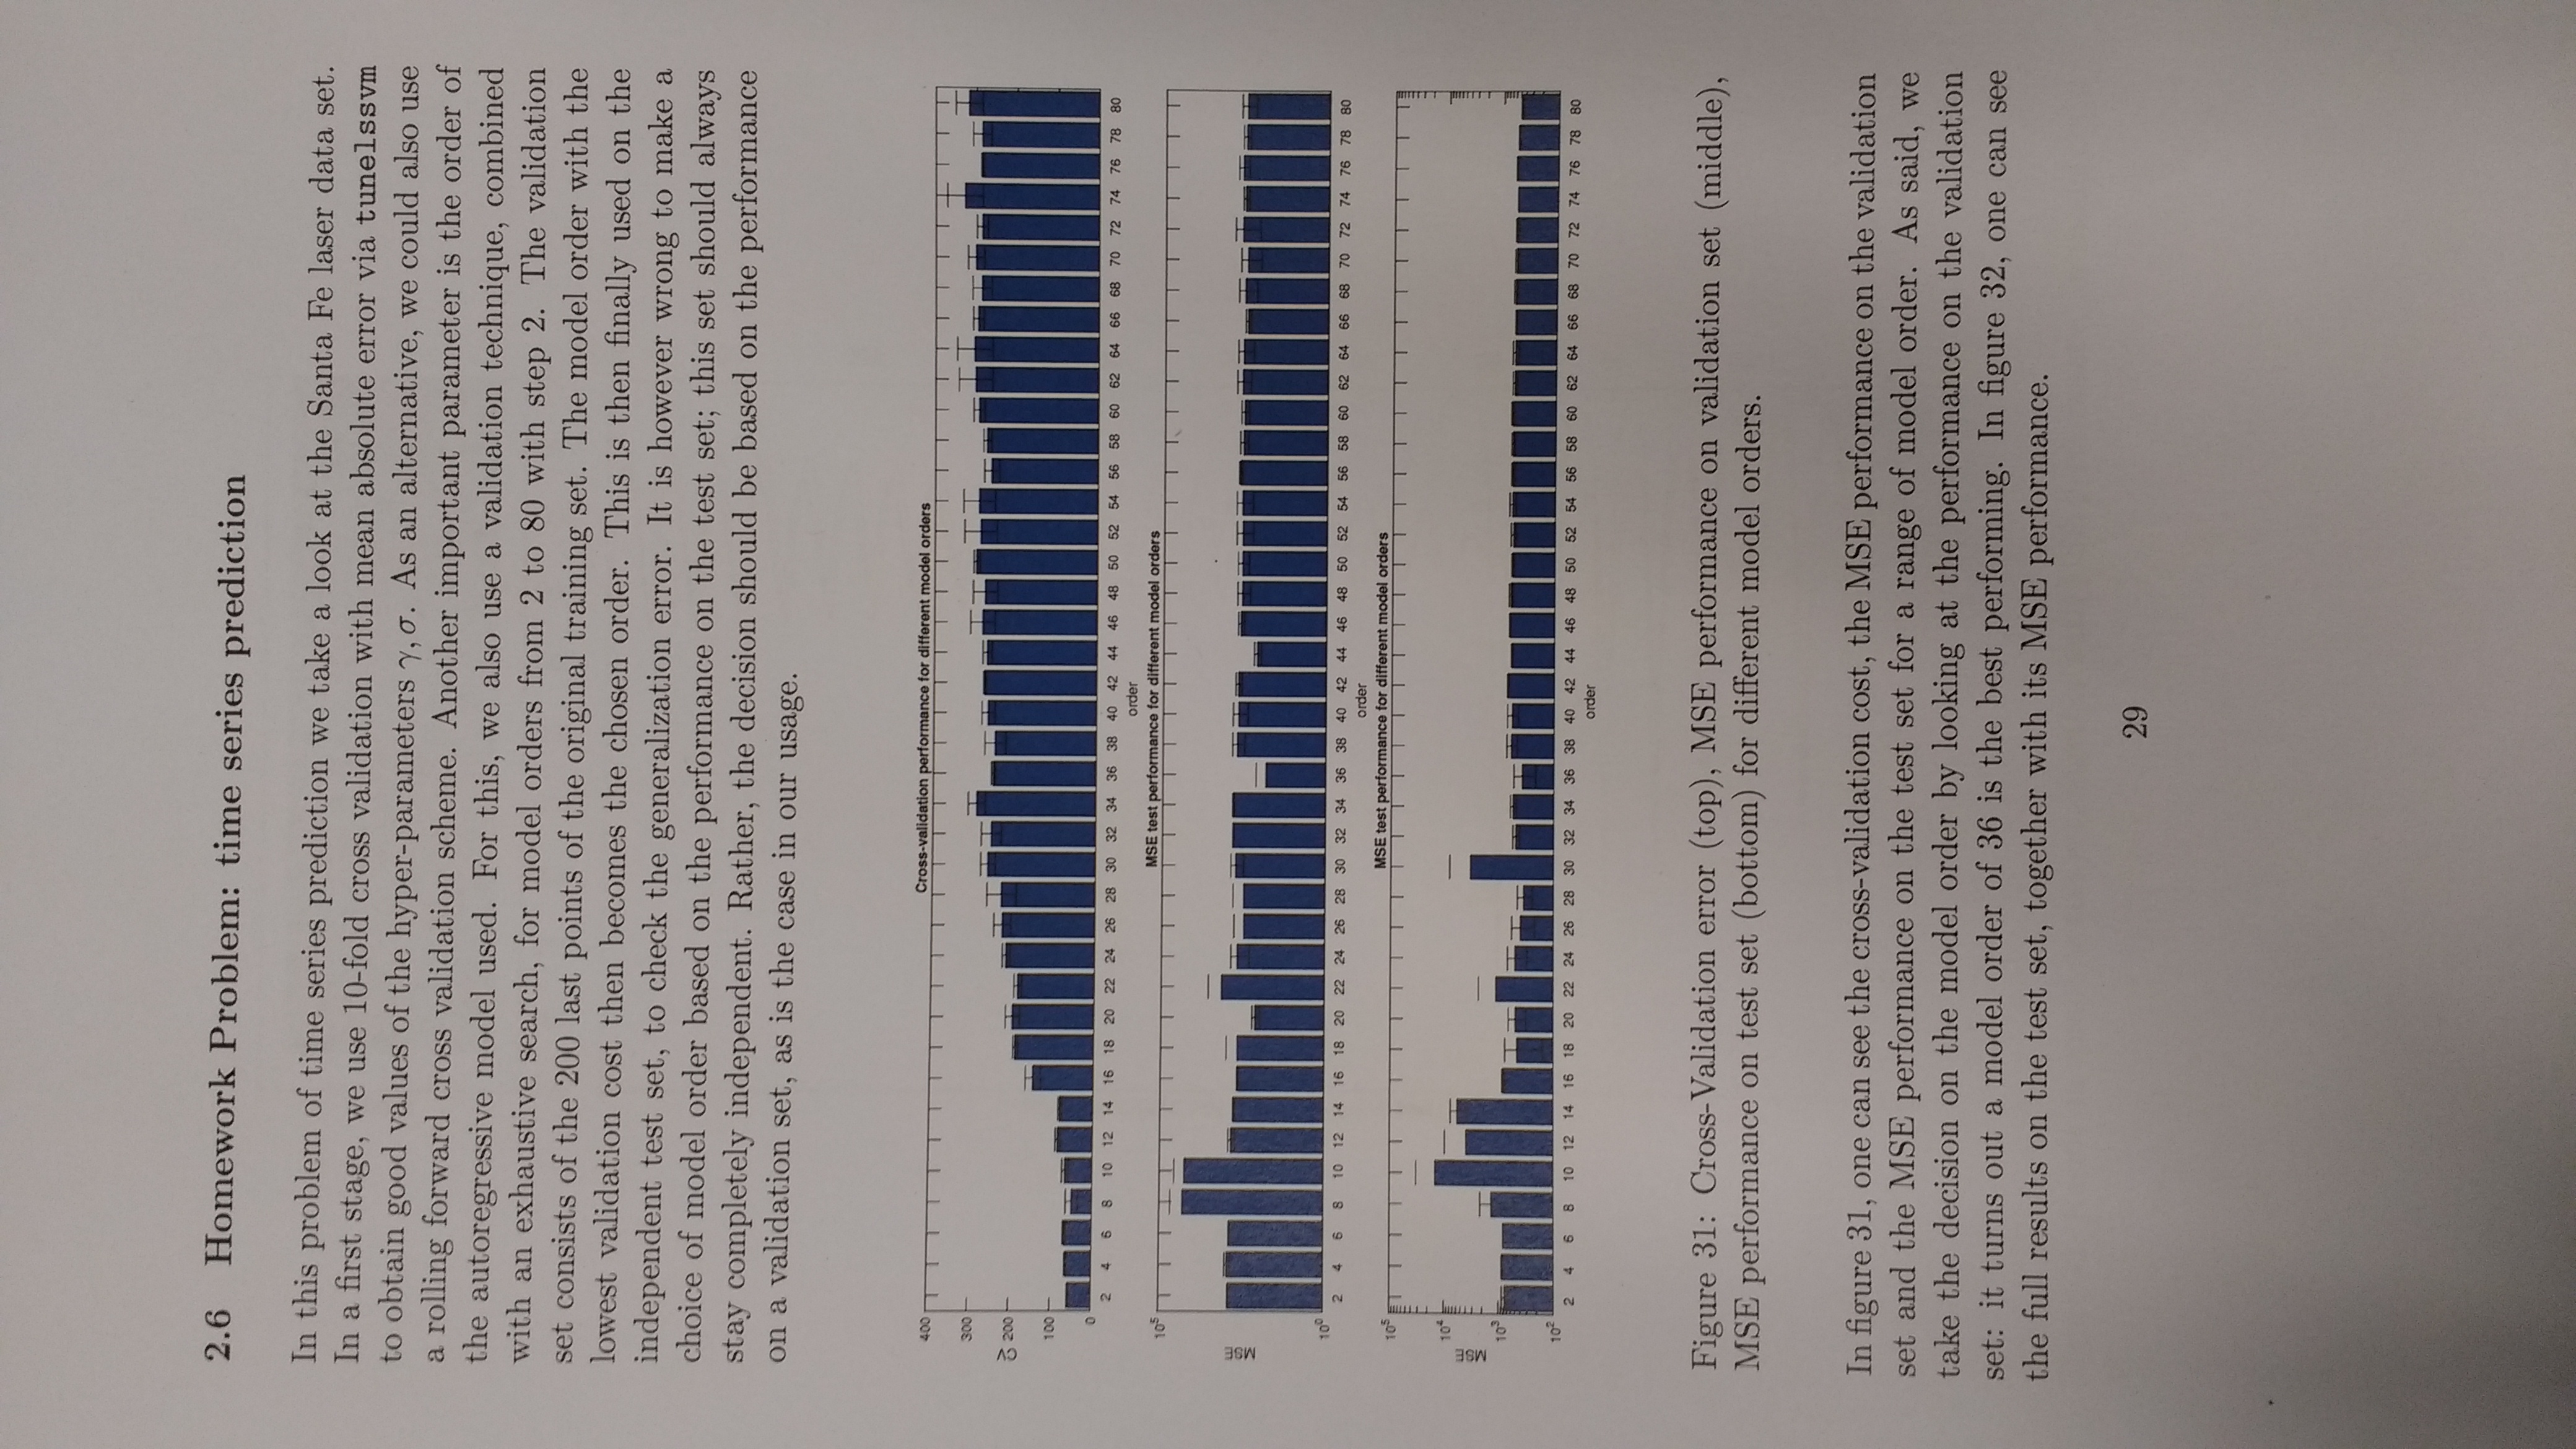 2.6 Homework Problem: time series prediction
In this problem of time series prediction we take a look at the Santa Fe laser data set.
In a first stage, we use 10-fold cross validation with mean absolute error via tunelssvm
to obtain good values of the hyper-parameters γ, σ. As an alternative, we could also use
a rolling forward cross validation scheme. Another important parameter is the order of
the autoregressive model used. For this, we also use a validation technique, combined
with an exhaustive search, for model orders from 2 to 80 with step 2. The validation
set consists of the 200 last points of the original training set. The model order with the
lowest validation cost then becomes the chosen order. This is then finally used on the
independent test set, to check the generalization error. It is however wrong to make a
choice of model order based on the performance on the test set; this set should always
stay completely independent. Rather, the decision should be based on the performance
on a validation set, as is the case in our usage.
Cross-validation performance for different model orders
400
300
200
100
0
CV
2 4 6 8 10 12 14 16 18 20 22 24 26 28 30 32 34 36 38 40 42 44 46 48 50 52 54 56 58 60 62 64 66 68 70 72 74 76 78 80
order
MSE test performance for different model orders
10⁵
10⁰
MSE
2 4 6 8 10 12 14 16 18 20 22 24 26 28 30 32 34 36 38 40 42 44 46 48 50 52 54 56 58 60 62 64 66 68 70 72 74 76 78 80
order
MSE test performance for different model orders
10⁵
10⁴
10³
10²
MSE
2 4 6 8 10 12 14 16 18 20 22 24 26 28 30 32 34 36 38 40 42 44 46 48 50 52 54 56 58 60 62 64 66 68 70 72 74 76 78 80
order
Figure 31: Cross-Validation error (top), MSE performance on validation set (middle),
MSE performance on test set (bottom) for different model orders.
In figure 31, one can see the cross-validation cost, the MSE performance on the validation
set and the MSE performance on the test set for a range of model order. As said, we
take the decision on the model order by looking at the performance on the validation
set: it turns out a model order of 36 is the best performing. In figure 32, one can see
the full results on the test set, together with its MSE performance.
29